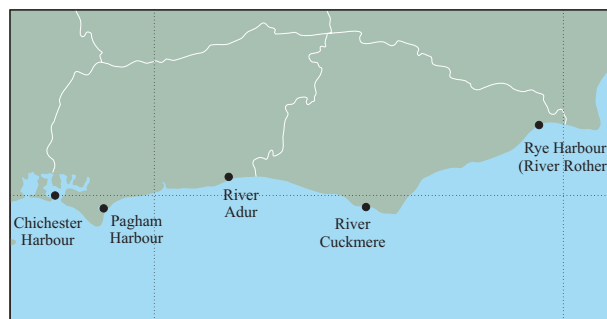 Chichester
Harbour
Pagham
Harbour
River
Adur
River
Cuckmere
Rye Harbour
(River Rother